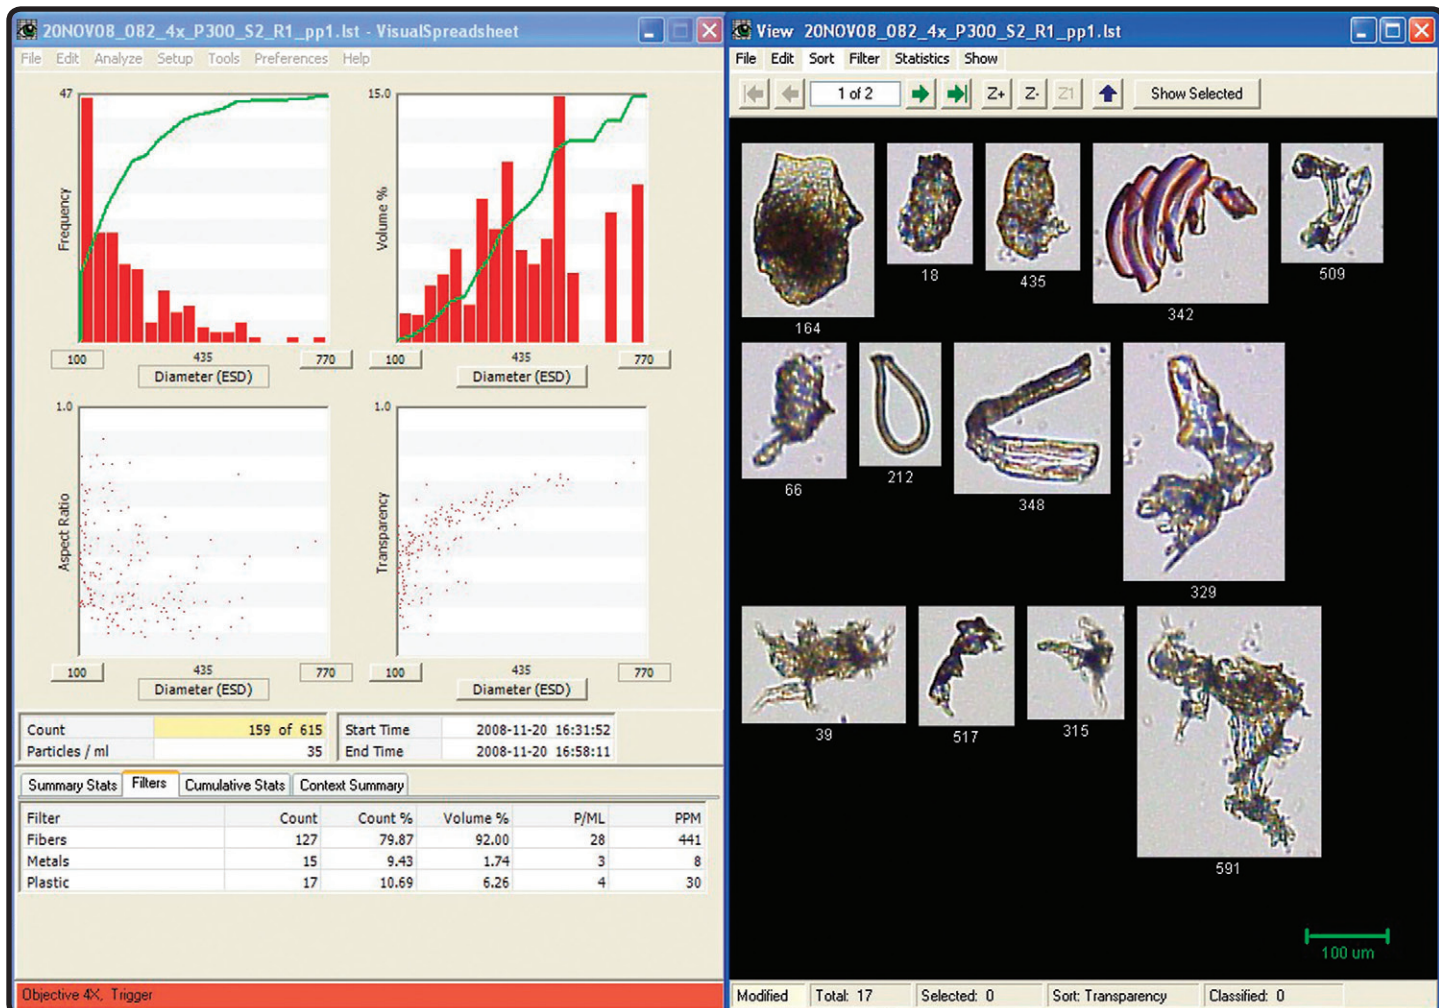 20NOV08_082_4x_P300_S2_R1_pp1.lst - VisualSpreadsheet
File Edit Analyze Setup Tools Preferences Help
47
Frequency
100 435 770
Diameter (ESD)
15.0
Volume %
100 435 770
Diameter (ESD)
1.0
Aspect Ratio
100 435 770
Diameter (ESD)
1.0
Transparency
100 435 770
Diameter (ESD)
Count 159 of 615
Particles / ml 35
Start Time 2008-11-20 16:31:52
End Time 2008-11-20 16:58:11
Summary Stats Filters Cumulative Stats Context Summary
Filter Count Count % Volume % P/ML PPM
Fibers 127 79.87 92.00 28 441
Metals 15 9.43 1.74 3 8
Plastic 17 10.69 6.26 4 30
Objective 4X, Trigger
View 20NOV08_082_4x_P300_S2_R1_pp1.lst
File Edit Sort Filter Statistics Show
1 of 2 Z+ Z- Z1 Show Selected
164 18 435 342 509
66 212 348 329
39 517 315 591
100 um
Modified Total: 17 Selected: 0 Sort: Transparency Classified: 0